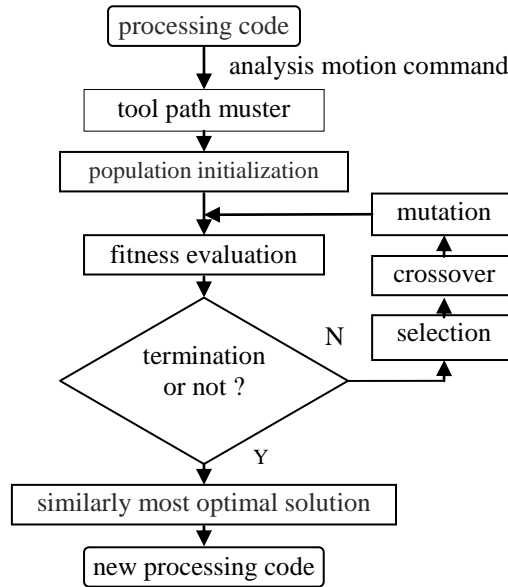 processing code
analysis motion command
tool path muster
population initialization
mutation
fitness evaluation
crossover
selection
N
termination
or not ?
Y
similarly most optimal solution
new processing code